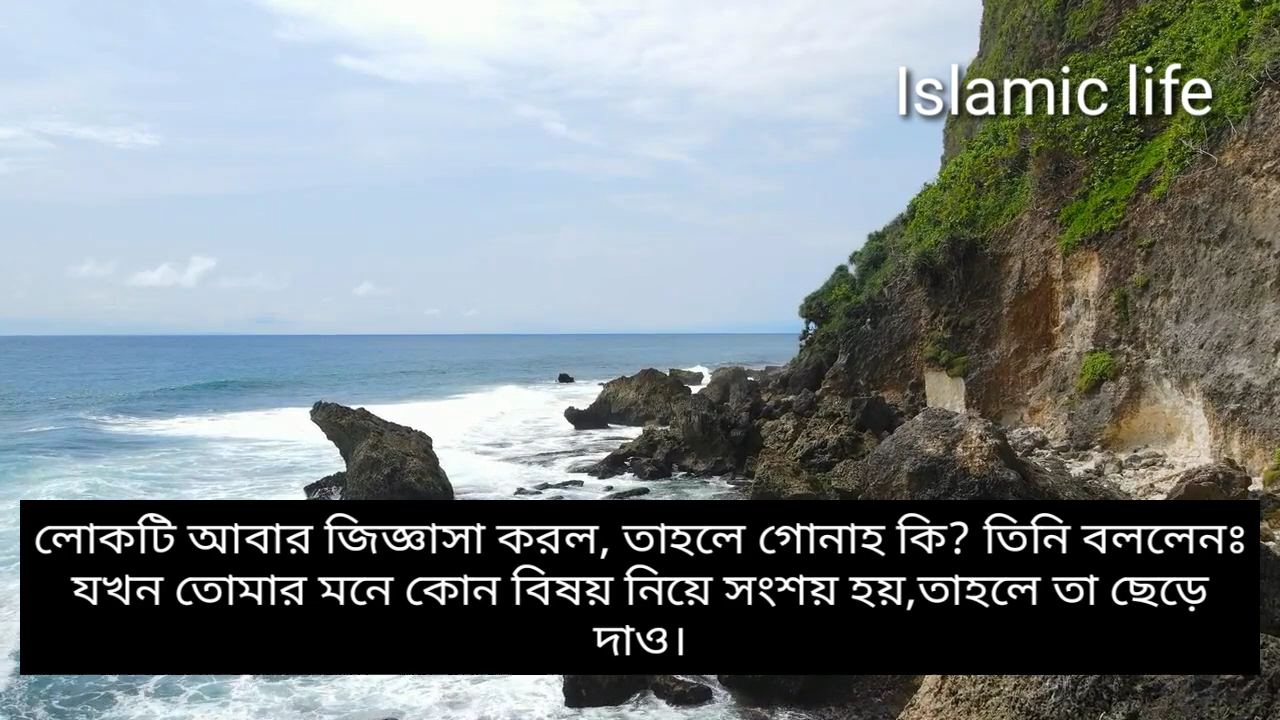 Islamic life
লোকটি আবার জিজ্ঞাসা করল, তাহলে গোনাহ কি? তিনি বললেনঃ
যখন তোমার মনে কোন বিষয় নিয়ে সংশয় হয়,তাহলে তা ছেড়ে
দাও।